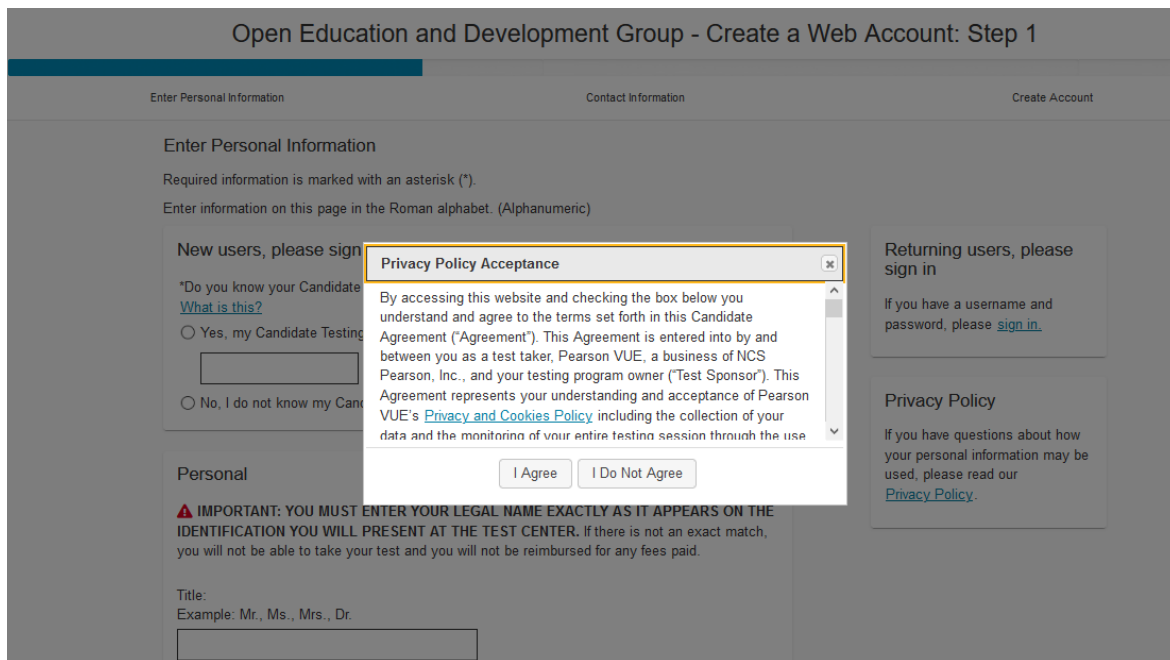 Open Education and Development Group - Create a Web Account: Step 1
Enter Personal Information
Contact Information
Create Account
Enter Personal Information
Required information is marked with an asterisk (*).
Enter information on this page in the Roman alphabet. (Alphanumeric)
New users, please sign
*Do you know your Candidate
What is this?
Yes, my Candidate Testing
No, I do not know my Cand
Privacy Policy Acceptance
By accessing this website and checking the box below you
understand and agree to the terms set forth in this Candidate
Agreement (“Agreement”). This Agreement is entered into by and
between you as a test taker, Pearson VUE, a business of NCS
Pearson, Inc., and your testing program owner (“Test Sponsor”). This
Agreement represents your understanding and acceptance of Pearson
VUE’s Privacy and Cookies Policy including the collection of your
data and the monitoring of your entire testing session through the use
I Agree
I Do Not Agree
Returning users, please
sign in
If you have a username and
password, please sign in.
Privacy Policy
If you have questions about how
your personal information may be
used, please read our
Privacy Policy.
Personal
IMPORTANT: YOU MUST ENTER YOUR LEGAL NAME EXACTLY AS IT APPEARS ON THE
IDENTIFICATION YOU WILL PRESENT AT THE TEST CENTER. If there is not an exact match,
you will not be able to take your test and you will not be reimbursed for any fees paid.
Title:
Example: Mr., Ms., Mrs., Dr.